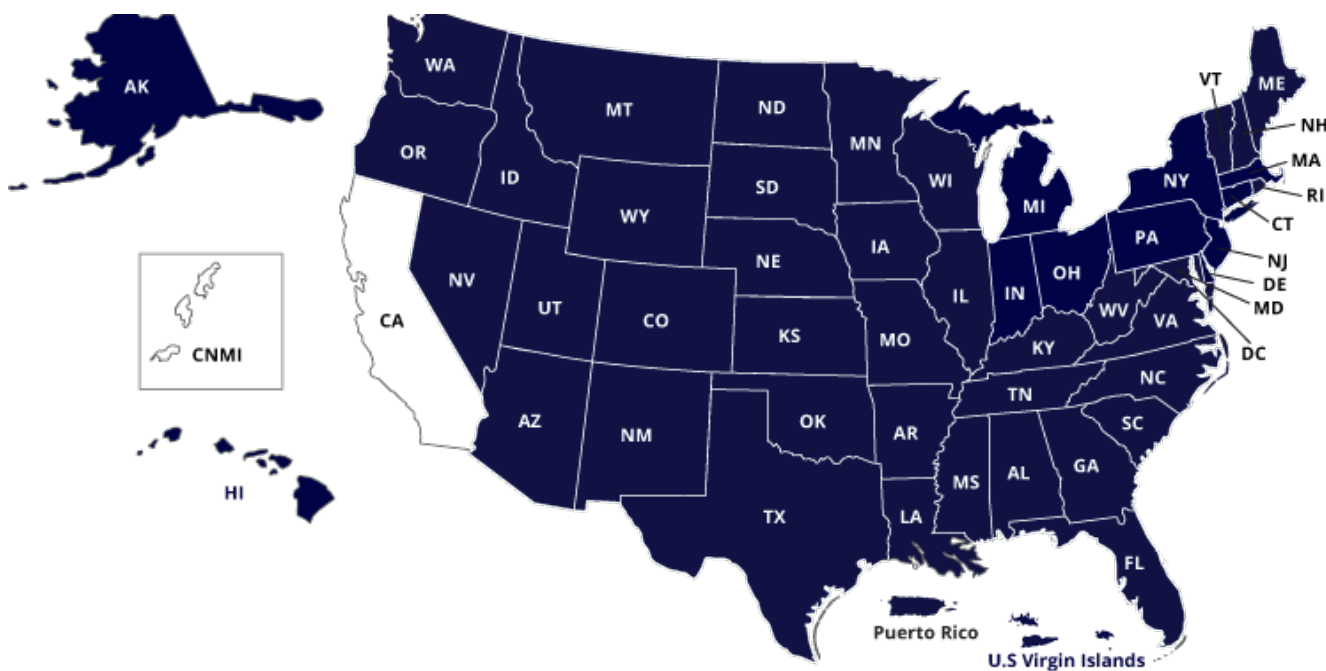 AK
WA
MT
ND
MN
VT
ME
NH
OR
ID
SD
WI
MA
NY
RI
WY
MI
CT
PA
IA
NE
NJ
OH
NV
DE
IN
IL
UT
CO
MD
WV
CA
VA
KS
MO
KY
DC
CNMI
NC
TN
AZ
OK
SC
NM
AR
GA
AL
MS
HI
TX
LA
FL
Puerto Rico
U.S Virgin Islands